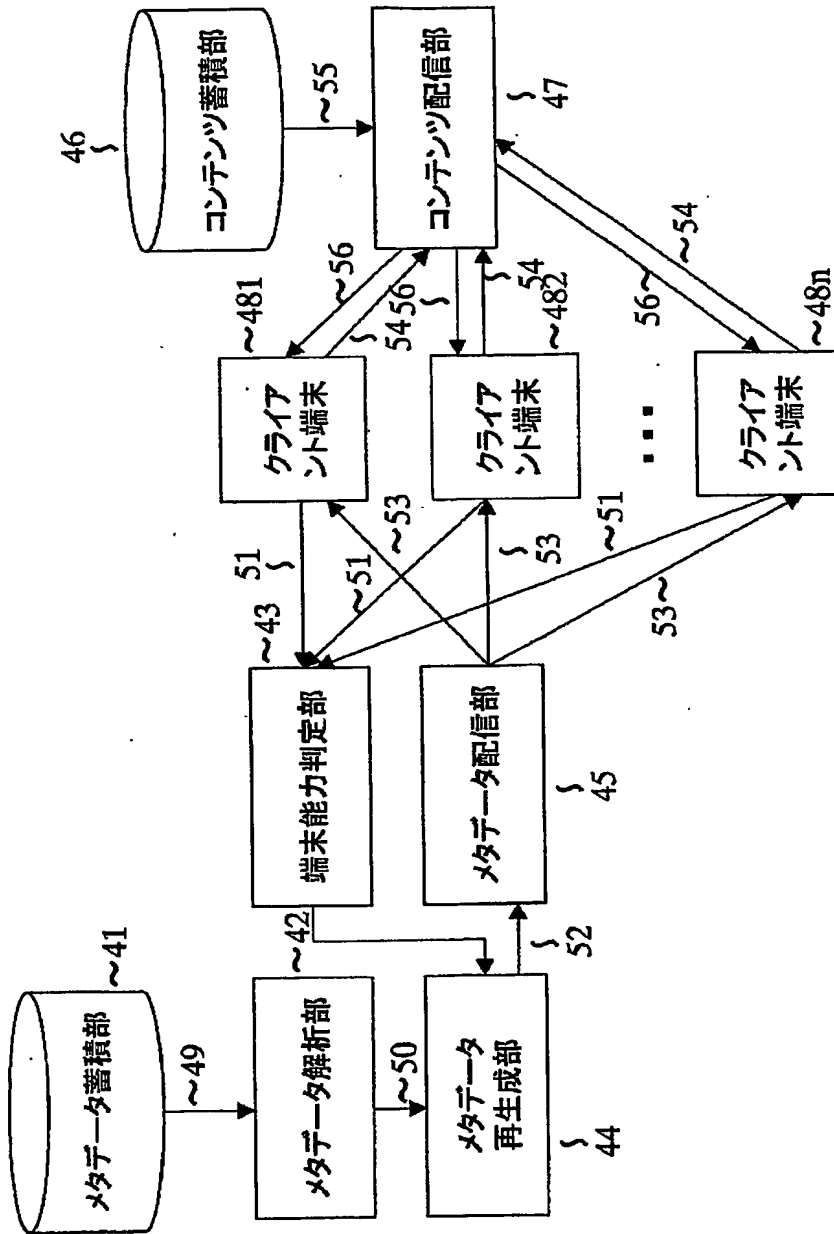 メタデータ蓄積部
~41
~49
メタデータ解析部
~42
~50
メタデータ
再生成部
44
52
端末能力判定部
~43
メタデータ配信部
45
51
~51
~51
~53
53
53~
クライア
ント端末
~481
クライア
ント端末
~482
...
クライア
ント端末
~48n
~56
~54
56
54
56~
~54
コンテンツ蓄積部
46
~55
コンテンツ配信部
47